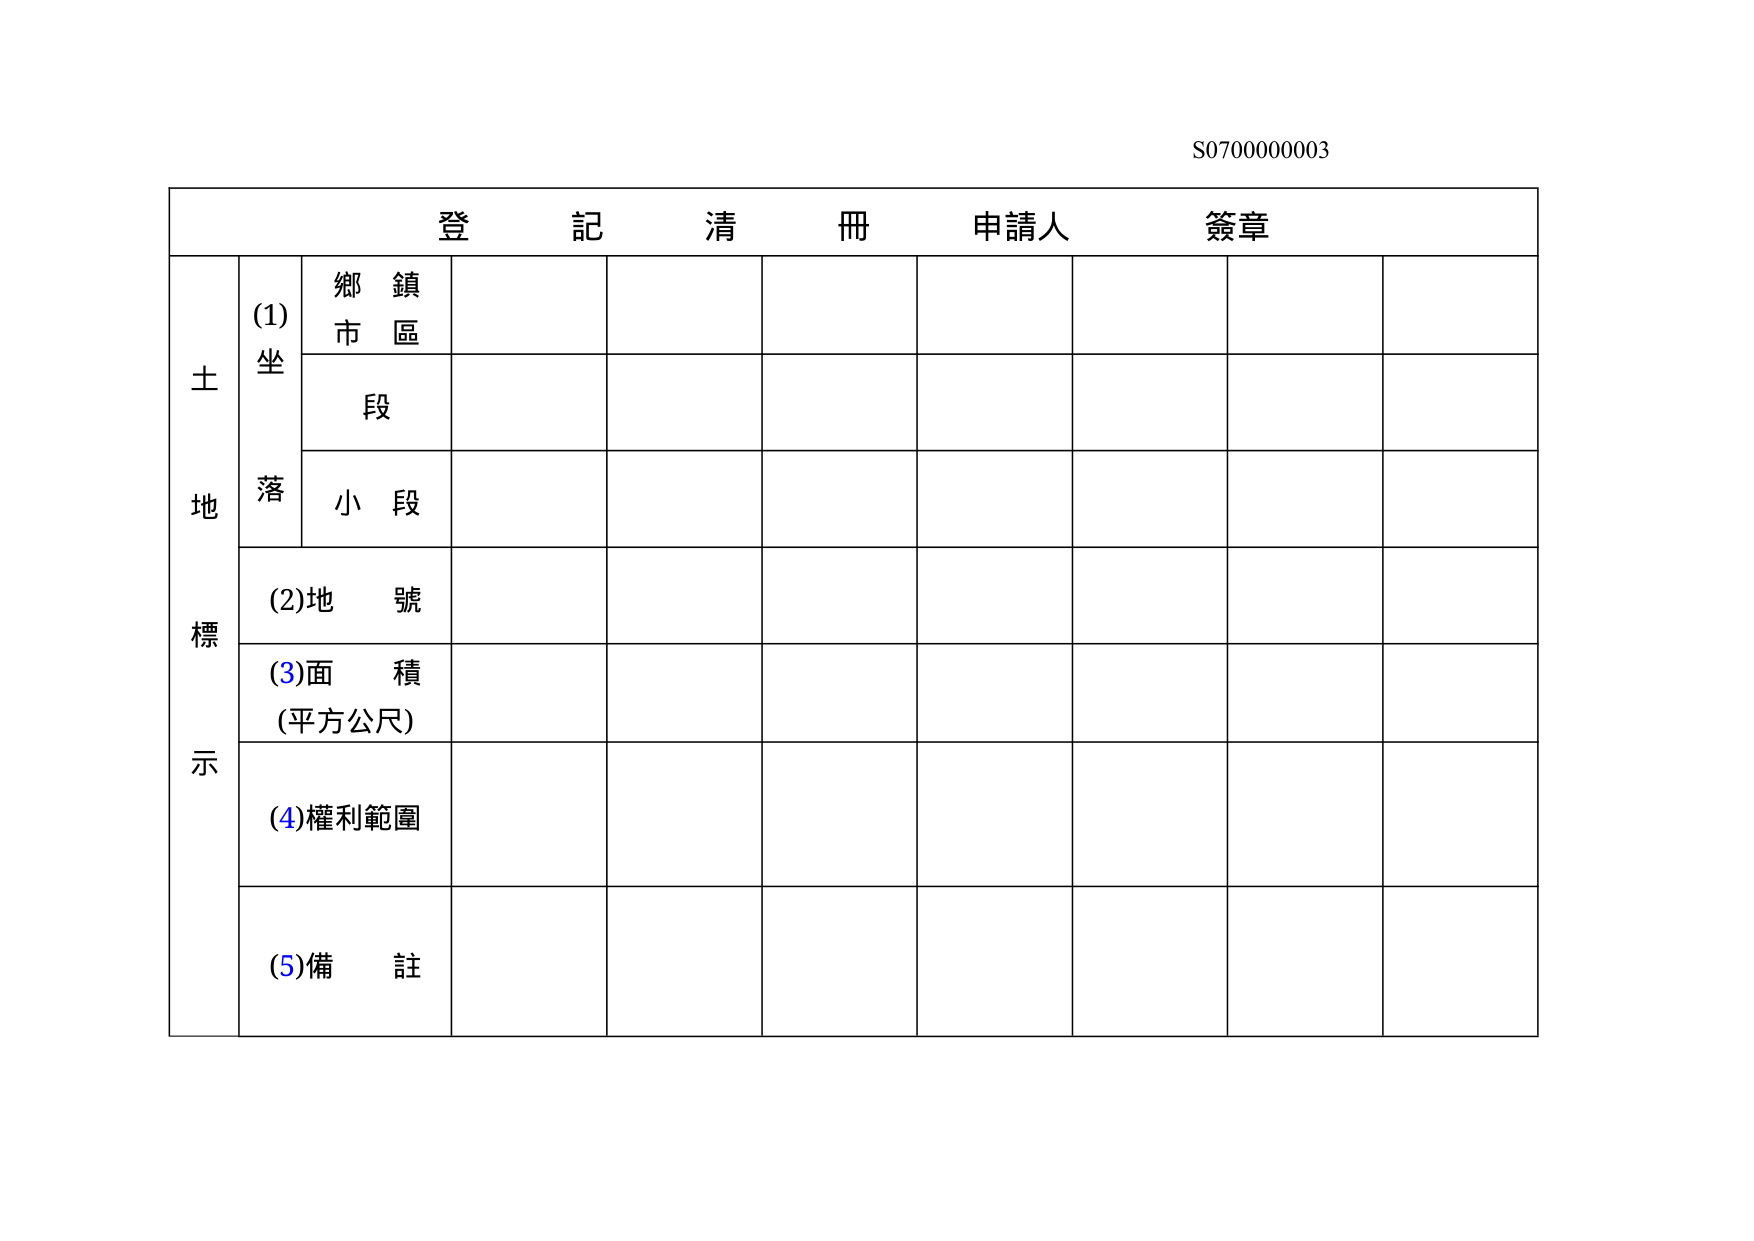 S0700000003
登 記 清 冊 申請人 簽章
土 地 標 示
(1)
坐
落
鄉 鎮
市 區
段
小 段
(2)地 號
(3)面 積
(平方公尺)
(4)權利範圍
(5)備 註